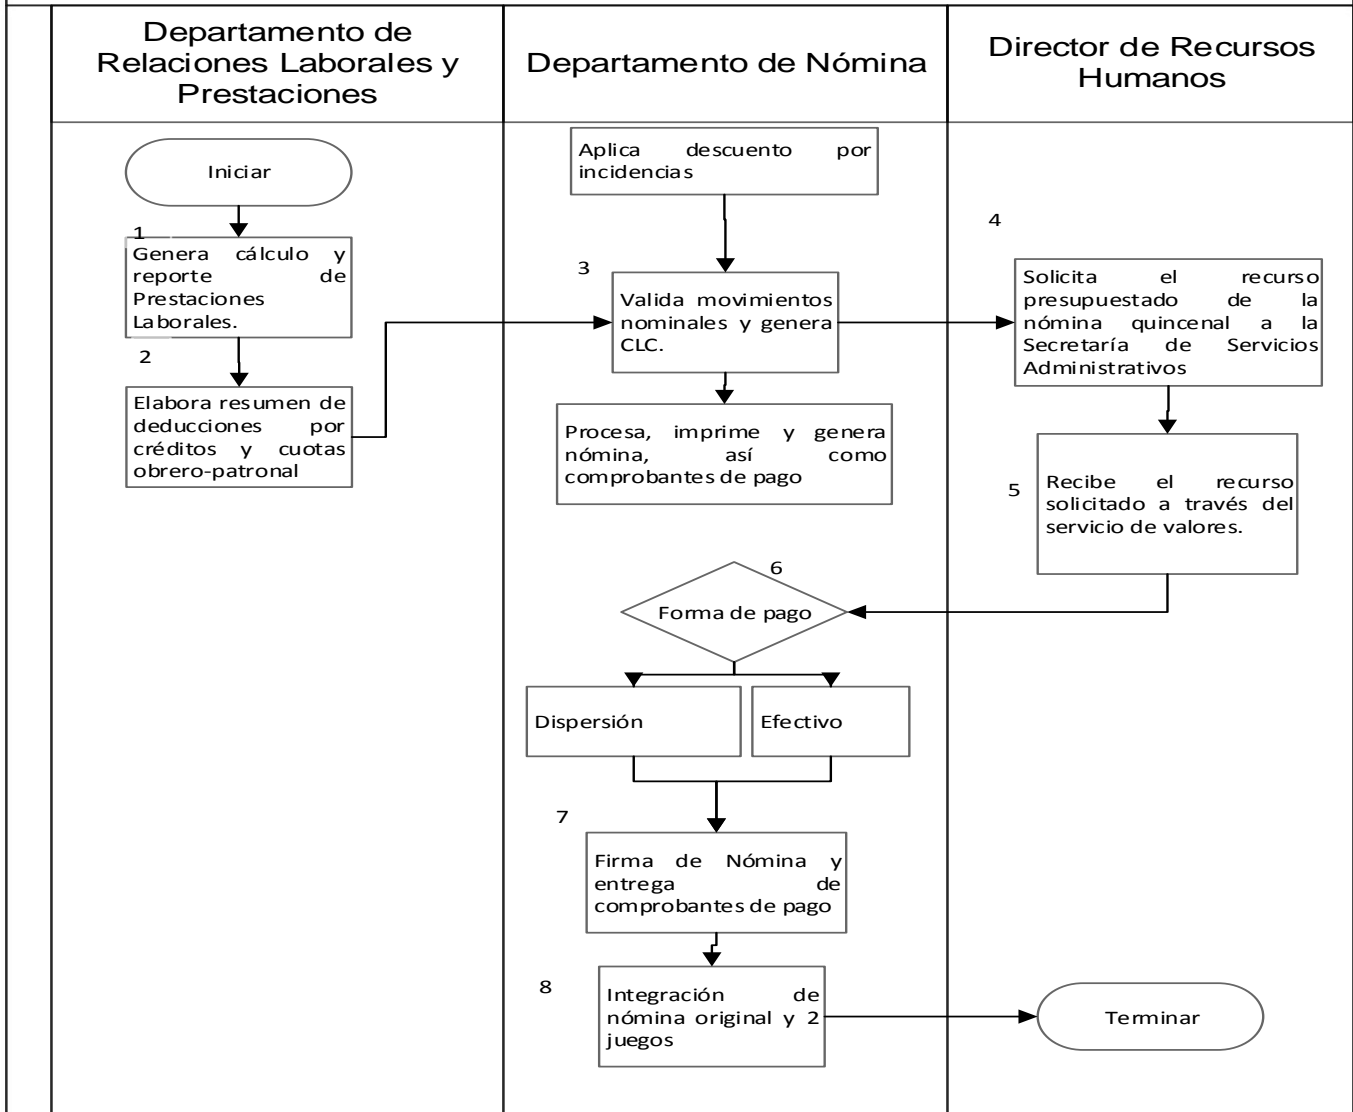 Departamento de
Relaciones Laborales y
Prestaciones
Departamento de Nómina
Director de Recursos
Humanos
Iniciar
1
Genera cálculo y
reporte de
Prestaciones
Laborales.
2
Elabora resumen de
deducciones por
créditos y cuotas
obrero-patronal
Aplica descuento por
incidencias
3
Valida movimientos
nominales y genera
CLC.
Procesa, imprime y genera
nómina, así como
comprobantes de pago
4
Solicita el recurso
presupuestado de la
nómina quincenal a la
Secretaría de Servicios
Administrativos
5
Recibe el recurso
solicitado a través del
servicio de valores.
6
Forma de pago
Dispersión
Efectivo
7
Firma de Nómina y
entrega de
comprobantes de pago
8
Integración de
nómina original y 2
juegos
Terminar